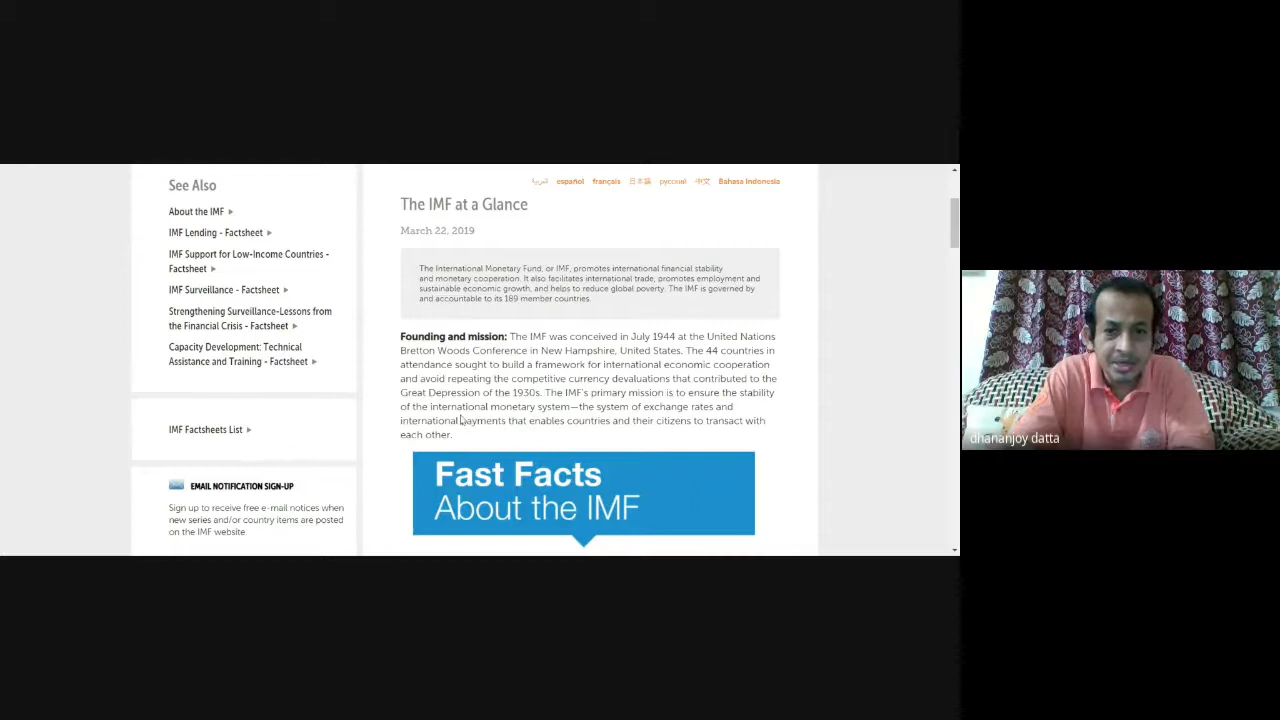 See Also
About the IMF
IMF Lending - Factsheet
IMF Support for Low-Income Countries -
Factsheet
IMF Surveillance - Factsheet
Strengthening Surveillance-Lessons from
the Financial Crisis - Factsheet
Capacity Development: Technical
Assistance and Training - Factsheet
IMF Factsheets List
EMAIL NOTIFICATION SIGN-UP
Sign up to receive free e-mail notices when
new series and/or country items are posted
on the IMF website.
العربية español français 日本語 русский 中文 Bahasa Indonesia
The IMF at a Glance
March 22, 2019
The International Monetary Fund, or IMF, promotes international financial stability
and monetary cooperation. It also facilitates international trade, promotes employment and
sustainable economic growth, and helps to reduce global poverty. The IMF is governed by
and accountable to its 189 member countries.
Founding and mission: The IMF was conceived in July 1944 at the United Nations
Bretton Woods Conference in New Hampshire, United States. The 44 countries in
attendance sought to build a framework for international economic cooperation
and avoid repeating the competitive currency devaluations that contributed to the
Great Depression of the 1930s. The IMF's primary mission is to ensure the stability
of the international monetary system—the system of exchange rates and
international payments that enables countries and their citizens to transact with
each other.
Fast Facts
About the IMF
dhananjoy datta